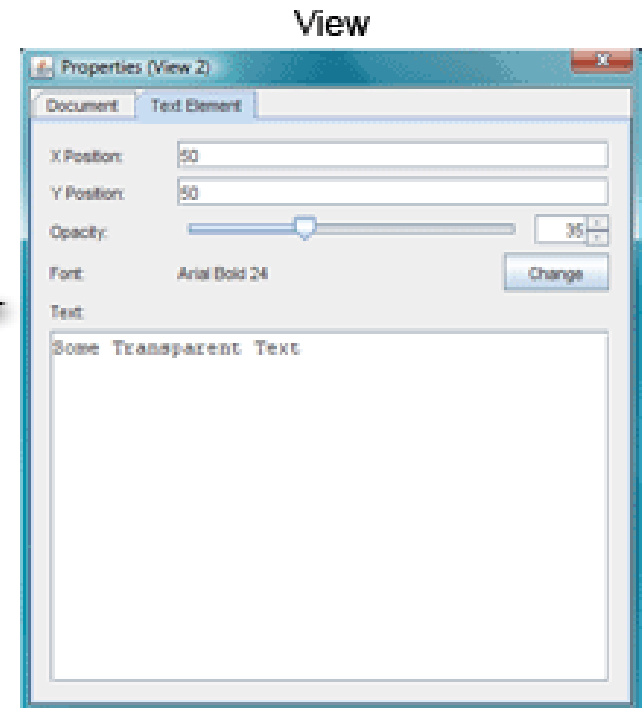 View
Properties (View 2)
Document Text Element
X Position: 50
Y Position: 50
Opacity: 35
Font: Arial Bold 24 Change
Text:
Some Transparent Text